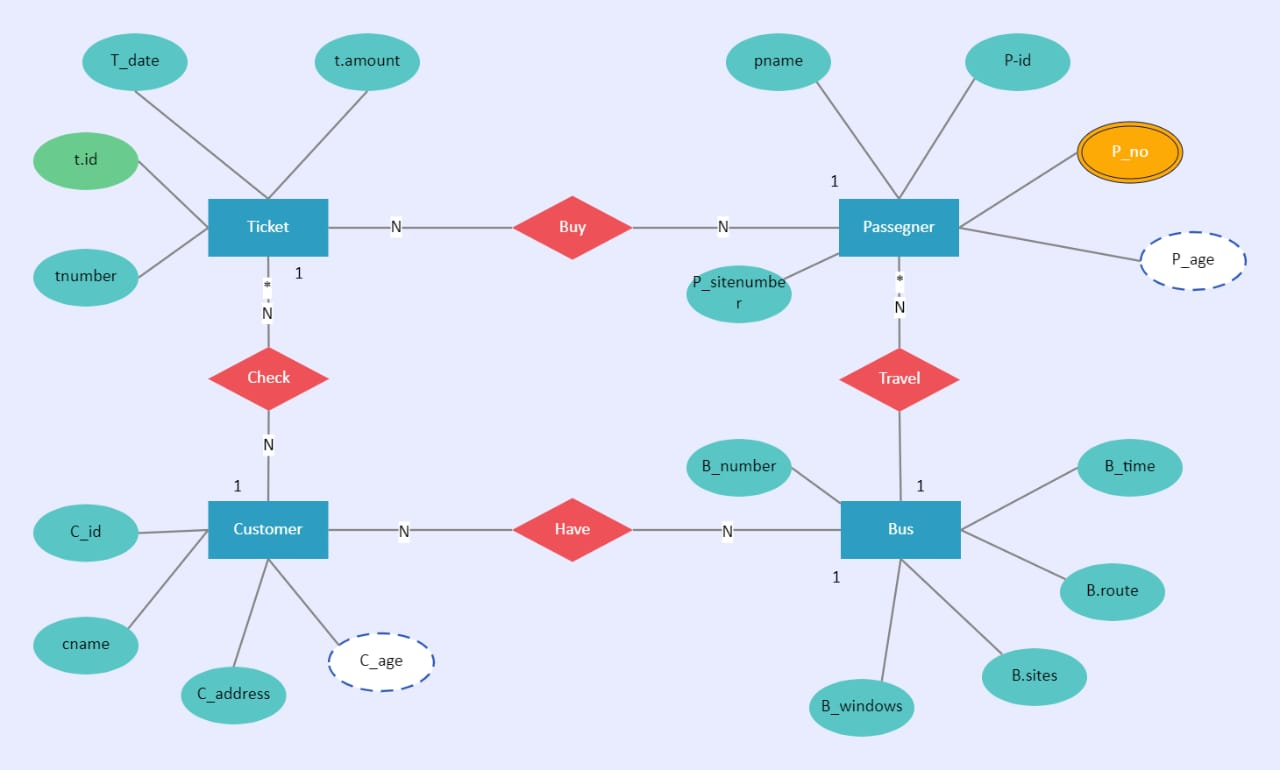 T_date
t.amount
pname
P-id
t.id
P_no
1
Ticket
N
Buy
N
Passegner
P_age
tnumber
1
*
N
P_sitenumbe
r
*
N
Check
Travel
N
1
B_number
B_time
1
C_id
Customer
N
Have
N
Bus
1
B.route
cname
C_address
C_age
B_windows
B.sites